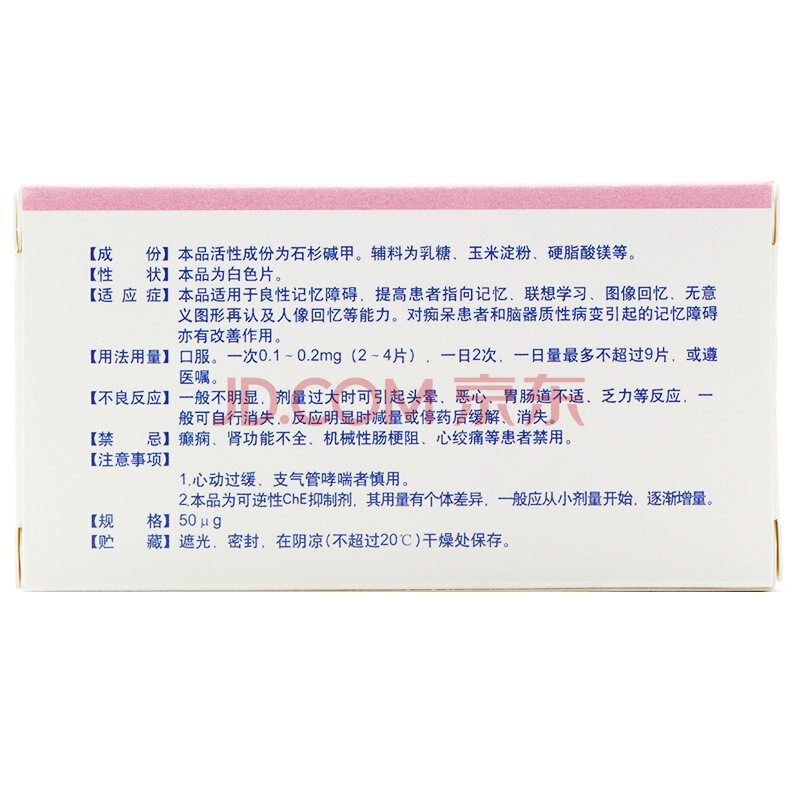 【成 份】本品活性成份为石杉碱甲。辅料为乳糖、玉米淀粉、硬脂酸镁等。
【性 状】本品为白色片。
【适 应 症】本品适用于良性记忆障碍，提高患者指向记忆、联想学习、图像回忆、无意
义图形再认及人像回忆等能力。对痴呆患者和脑器质性病变引起的记忆障碍
亦有改善作用。
【用法用量】口服。一次0.1~0.2mg（2~4片），一日2次，一日量最多不超过9片，或遵
医嘱。
JD.COM 京东
【不良反应】一般不明显，剂量过大时可引起头晕、恶心、胃肠道不适、乏力等反应，一
般可自行消失，反应明显时减量或停药后缓解、消失。
【禁 忌】癫痫、肾功能不全、机械性肠梗阻、心绞痛等患者禁用。
【注意事项】
1.心动过缓、支气管哮喘者慎用。
2.本品为可逆性ChE抑制剂，其用量有个体差异，一般应从小剂量开始，逐渐增量。
【规 格】50μg
【贮 藏】遮光，密封，在阴凉(不超过20℃)干燥处保存。